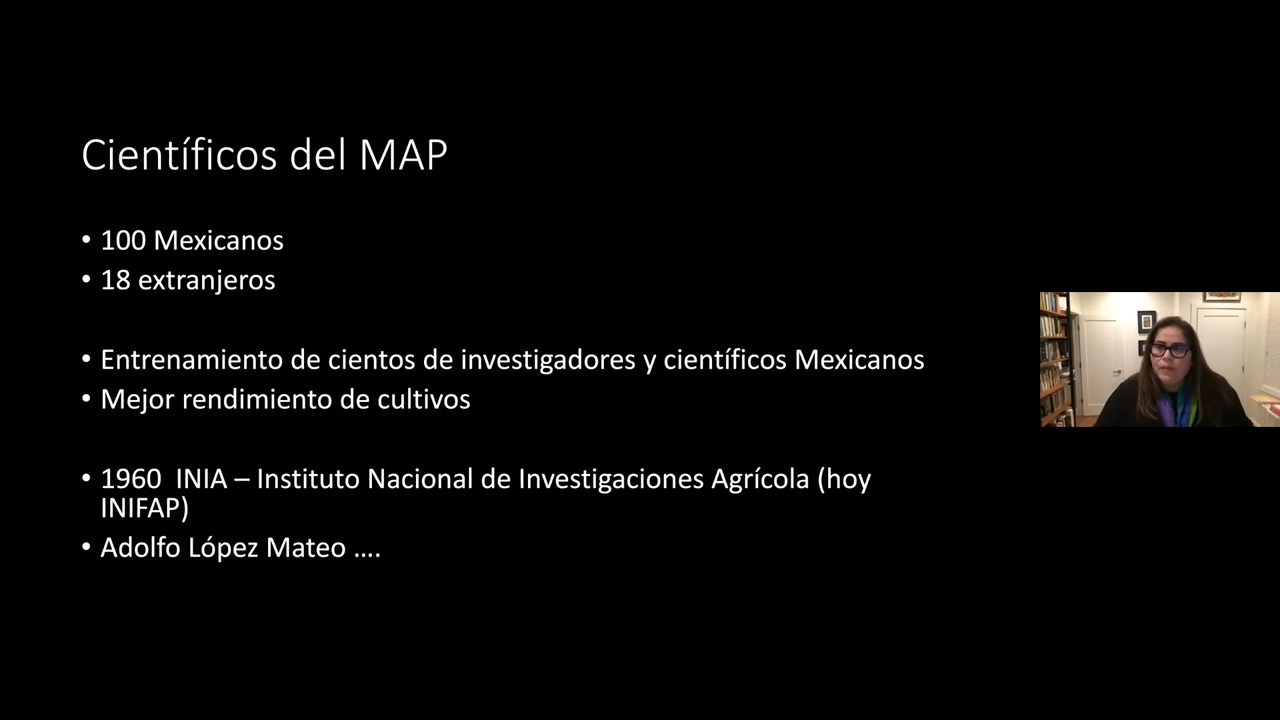 Científicos del MAP
• 100 Mexicanos
• 18 extranjeros
• Entrenamiento de cientos de investigadores y científicos Mexicanos
• Mejor rendimiento de cultivos
• 1960  INIA – Instituto Nacional de Investigaciones Agrícola (hoy
INIFAP)
• Adolfo López Mateo ….